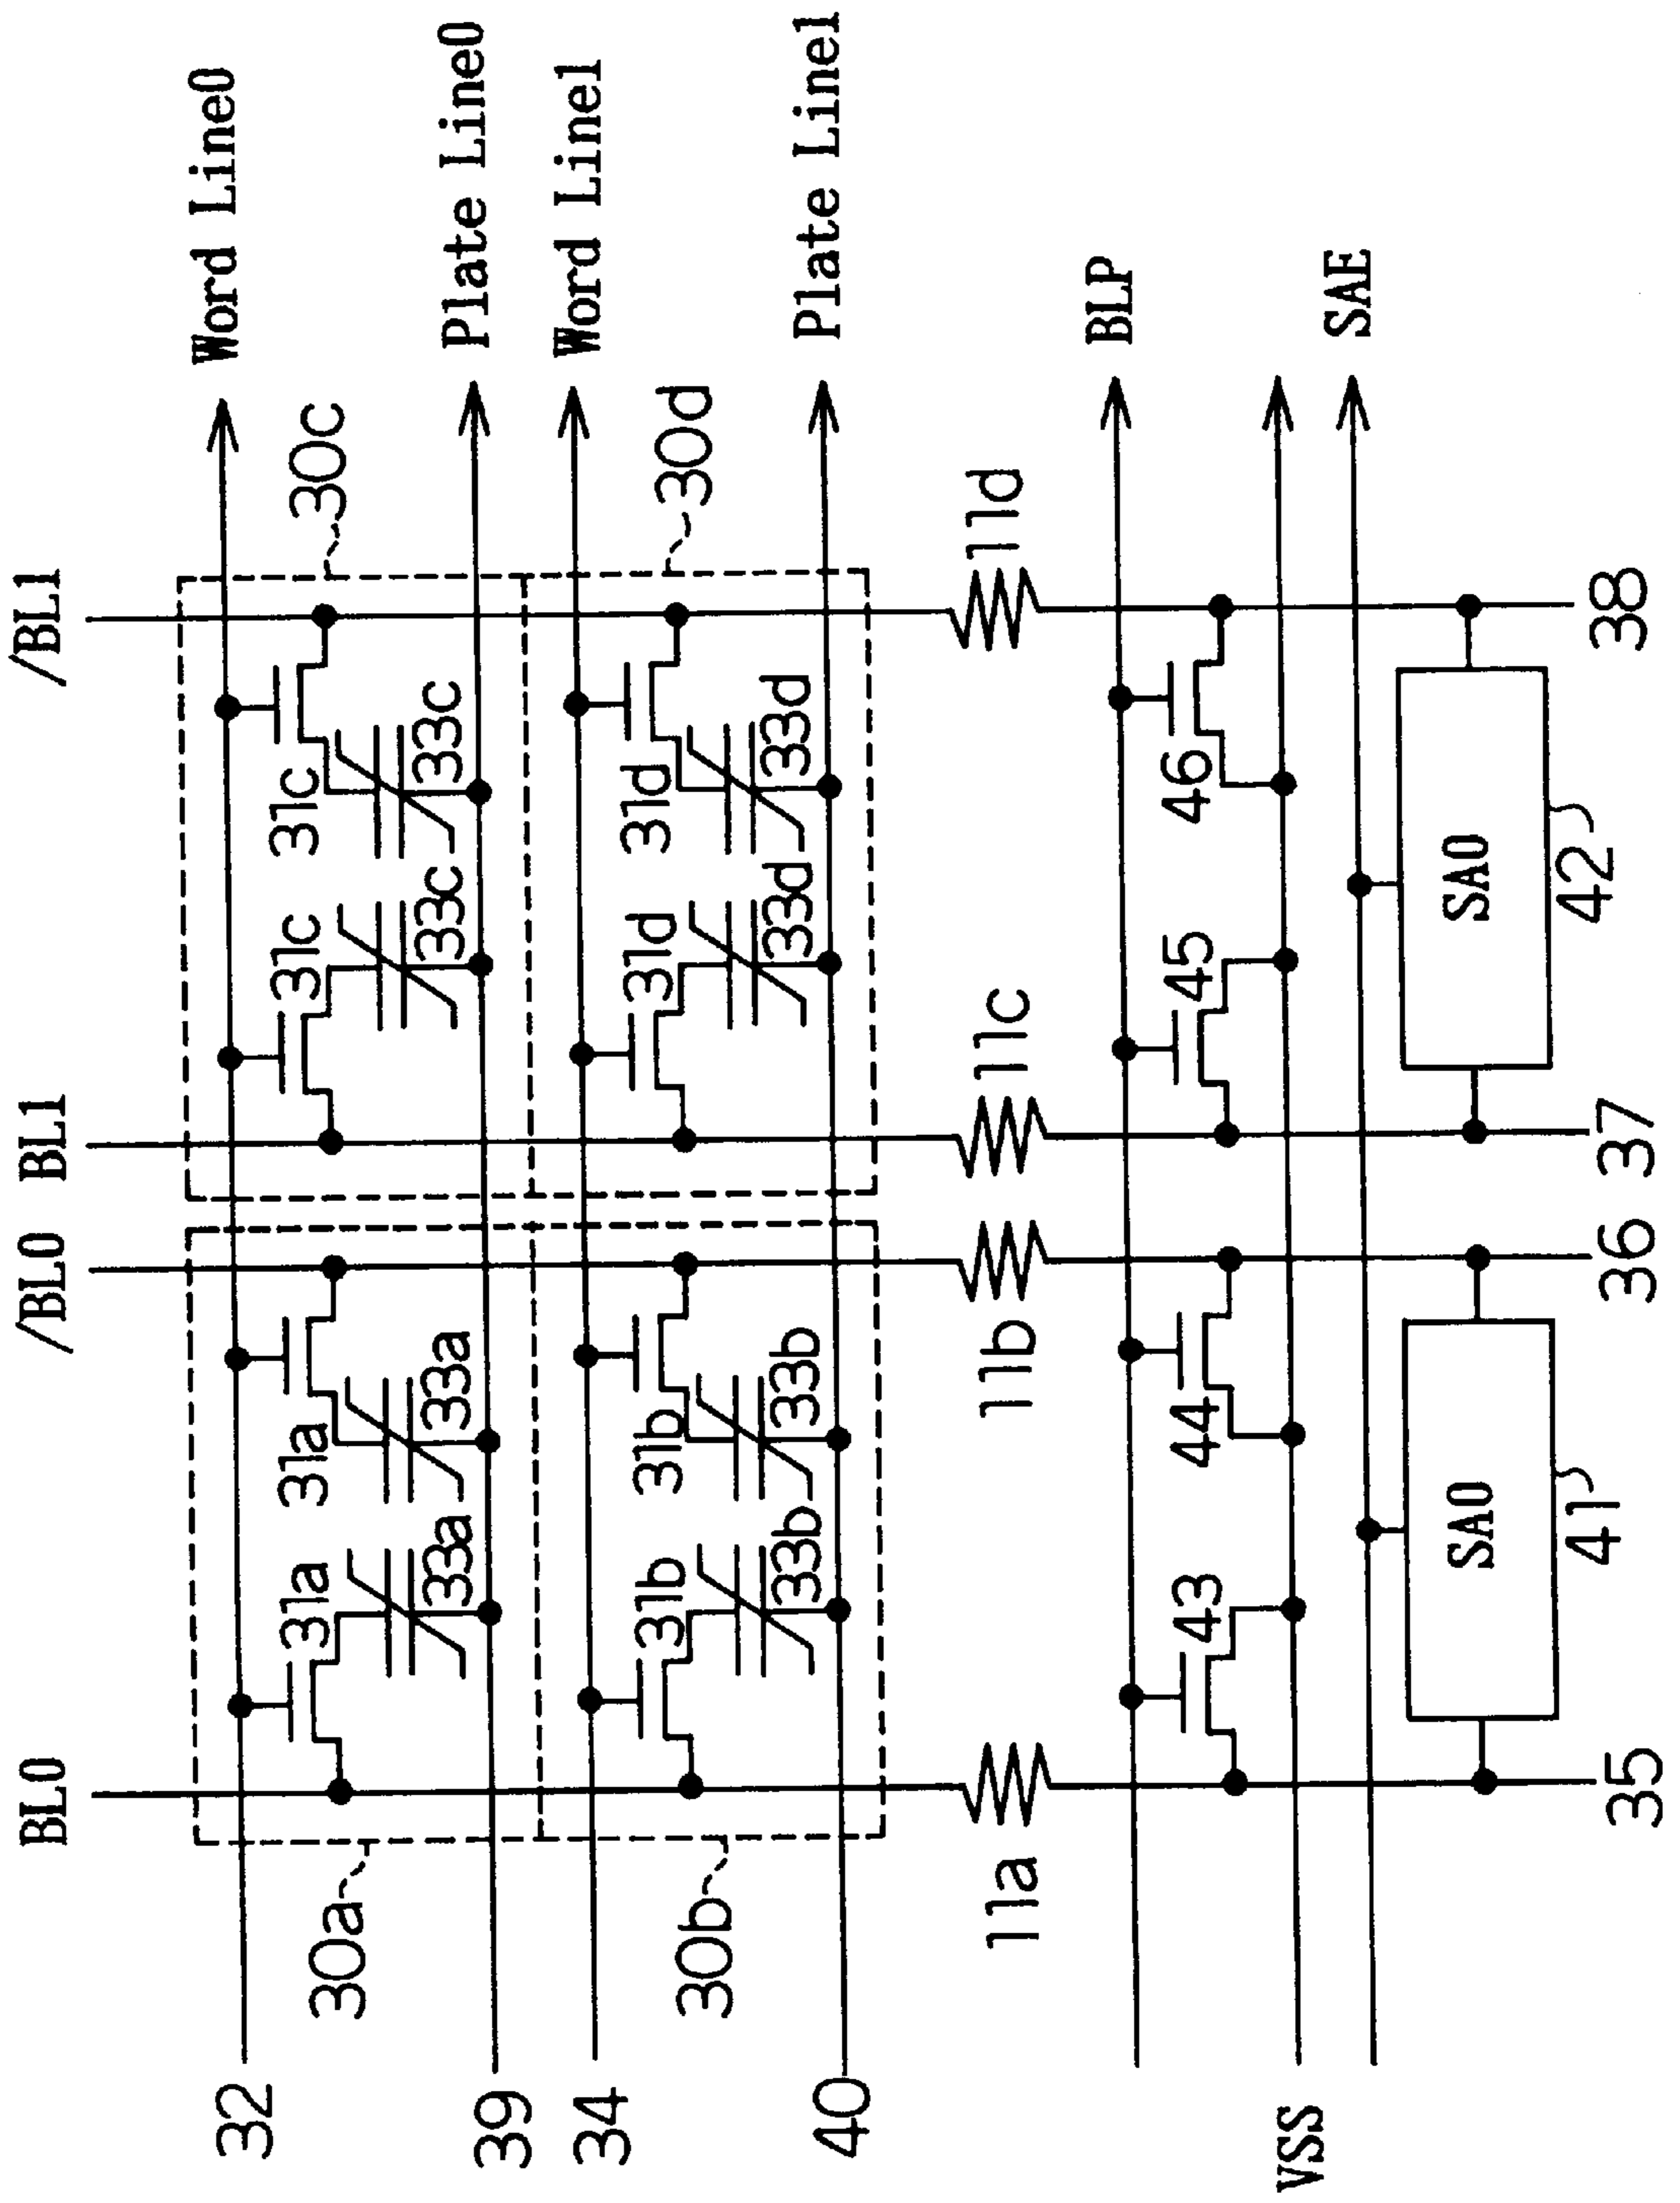 BL0
/BL0
BL1
/BL1
32
Word Line0
30a
31a
31a
31c
31c
30c
33a
33a
33c
33c
39
Plate Line0
34
Word Line1
30b
31b
31b
31d
31d
30d
33b
33b
33d
33d
40
Plate Line1
11a
11b
11c
11d
BLP
43
44
45
46
VSS
SAE
SA0
SA0
41
42
35
36
37
38